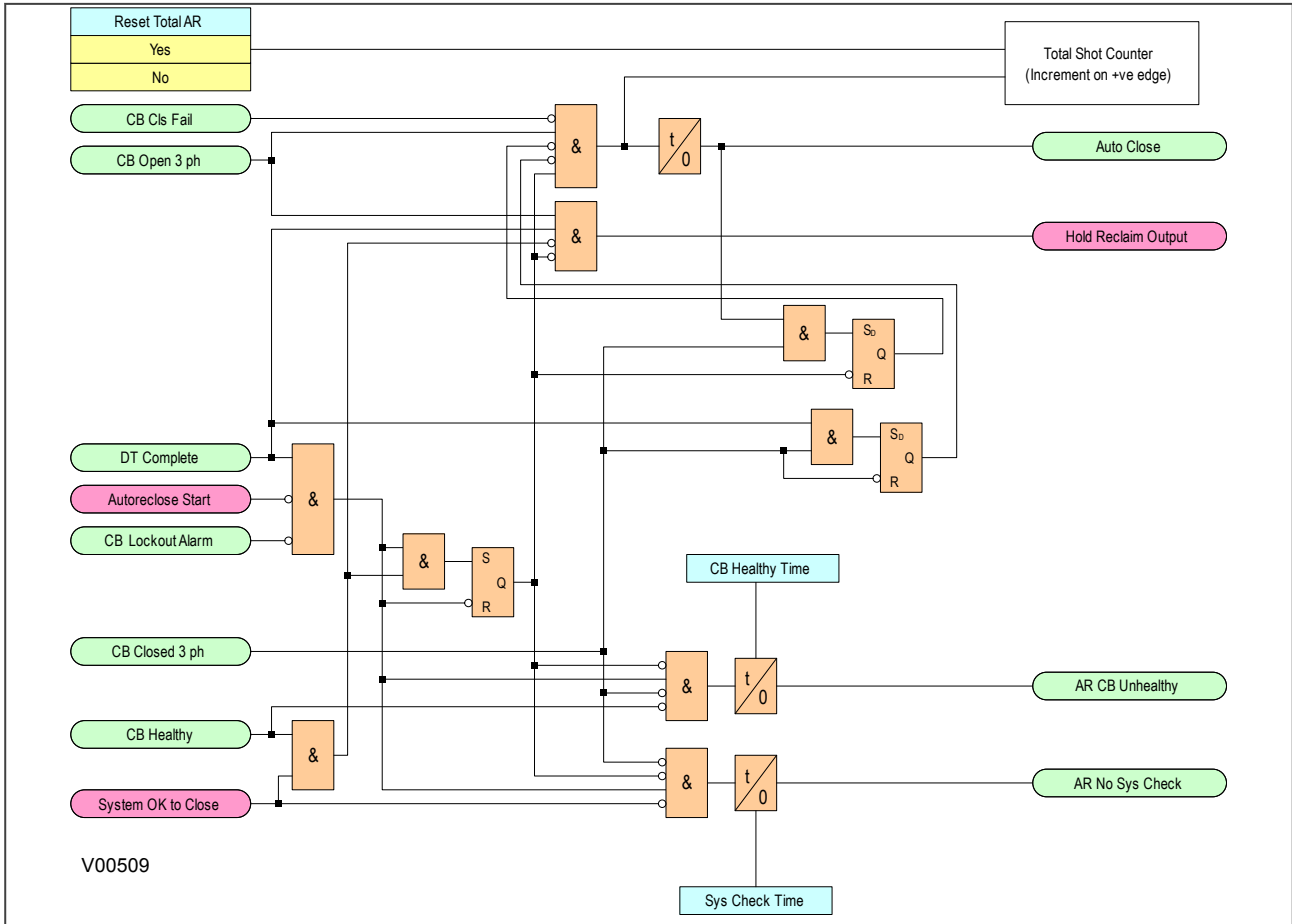 Reset Total AR
Yes
No
Total Shot Counter
(Increment on +ve edge)
CB Cls Fail
CB Open 3 ph
&
t
0
Auto Close
&
Hold Reclaim Output
&
SD
Q
R
&
SD
Q
R
DT Complete
Autoreclose Start
CB Lockout Alarm
&
&
S
Q
R
CB Healthy Time
CB Closed 3 ph
&
t
0
AR CB Unhealthy
CB Healthy
&
&
t
0
AR No Sys Check
System OK to Close
V00509
Sys Check Time